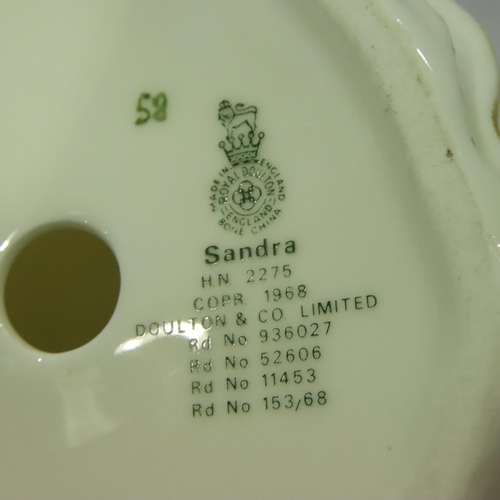 58
MADE IN ENGLAND
ROYAL DOULTON
ENGLAND
BONE CHINA
Sandra
H.N. 2275
COPR. 1968
DOULTON & CO. LIMITED
Rd No 936027
Rd No 52606
Rd No 11453
Rd No 153/68